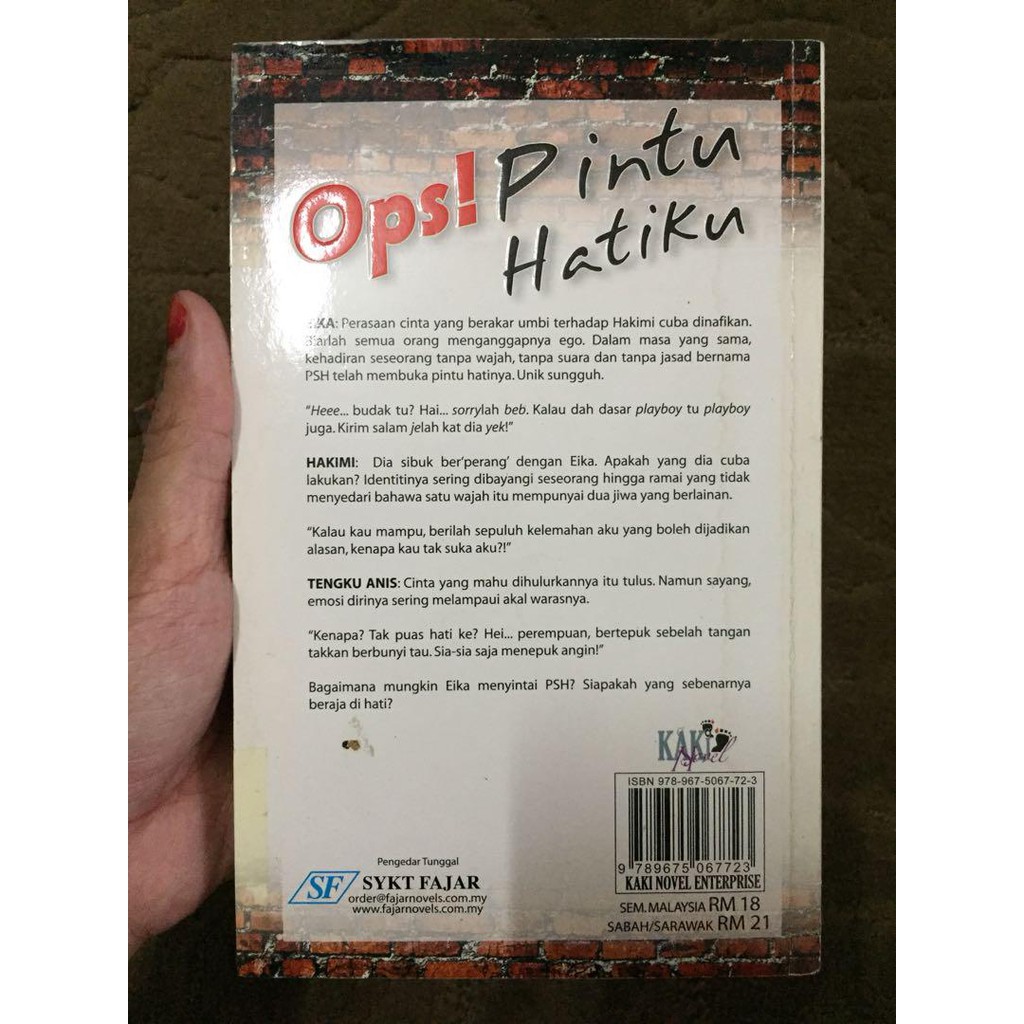 Ops! Pintu
Hatiku
EIKA: Perasaan cinta yang berakar umbi terhadap Hakimi cuba dinafikan.
Biarlah semua orang menganggapnya ego. Dalam masa yang sama,
kehadiran seseorang tanpa wajah, tanpa suara dan tanpa jasad bernama
PSH telah membuka pintu hatinya. Unik sungguh.
"Heee... budak tu? Hai... sorrylah beb. Kalau dah dasar playboy tu playboy
juga. Kirim salam jelah kat dia yek!"
HAKIMI: Dia sibuk ber'perang' dengan Eika. Apakah yang dia cuba
lakukan? Identitinya sering dibayangi seseorang hingga ramai yang tidak
menyedari bahawa satu wajah itu mempunyai dua jiwa yang berlainan.
"Kalau kau mampu, berilah sepuluh kelemahan aku yang boleh dijadikan
alasan, kenapa kau tak suka aku?!"
TENGKU ANIS: Cinta yang mahu dihulurkannya itu tulus. Namun sayang,
emosi dirinya sering melampaui akal warasnya.
"Kenapa? Tak puas hati ke? Hei... perempuan, bertepuk sebelah tangan
takkan berbunyi tau. Sia-sia saja menepuk angin!"
Bagaimana mungkin Eika menyintai PSH? Siapakah yang sebenarnya
beraja di hati?
KAKI
Novel
ISBN 978-967-5067-72-3
9 789675 067723
KAKI NOVEL ENTERPRISE
SEM. MALAYSIA RM 18
SABAH/SARAWAK RM 21
Pengedar Tunggal
SF SYKT FAJAR
order@fajarnovels.com.my
www.fajarnovels.com.my